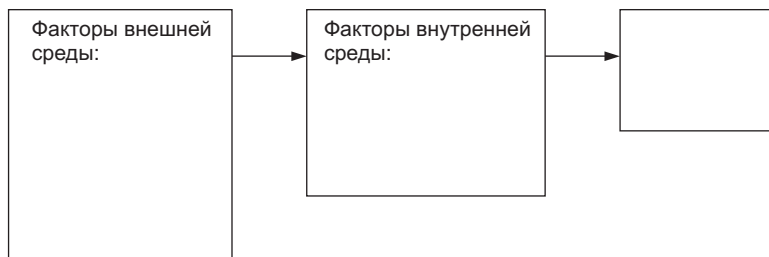 Факторы внешней
среды:
Факторы внутренней
среды: